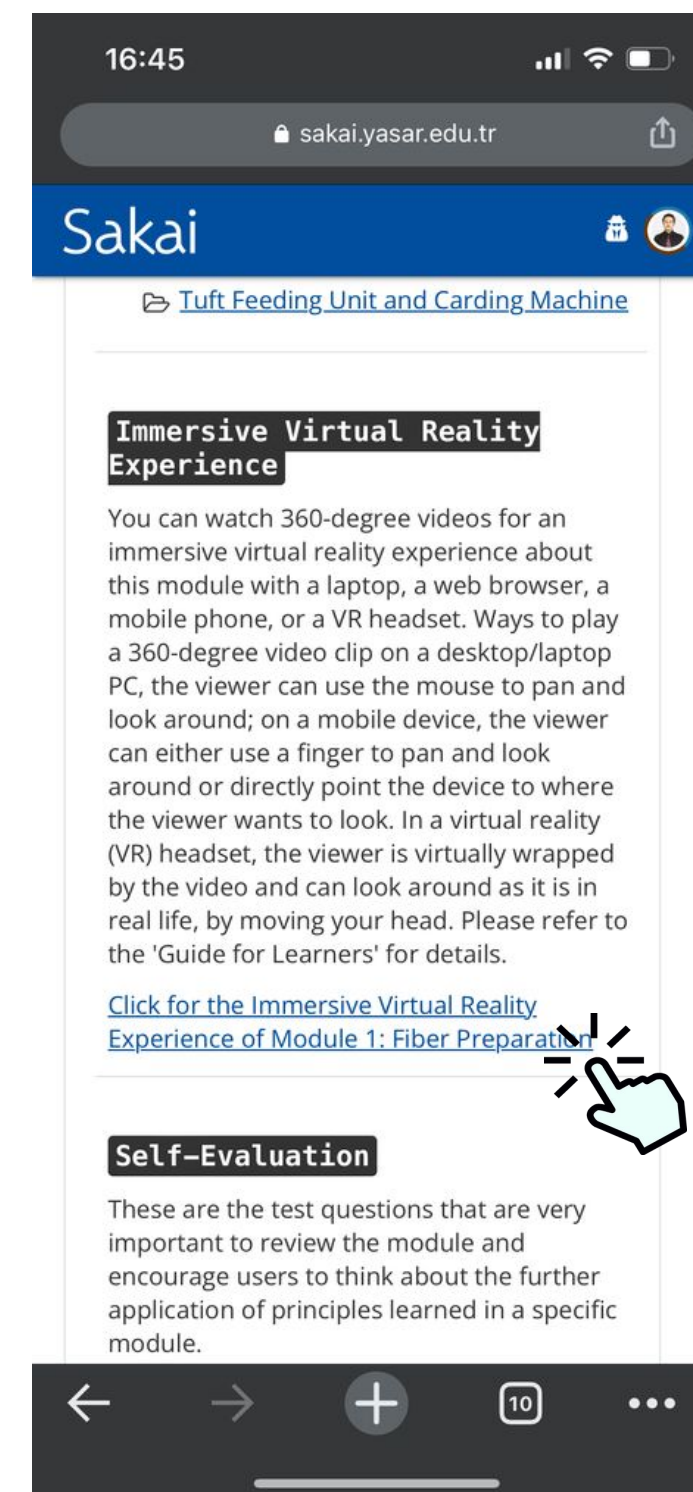 16:45
sakai.yasar.edu.tr
Sakai
Tuft Feeding Unit and Carding Machine
Immersive Virtual Reality
Experience
You can watch 360-degree videos for an
immersive virtual reality experience about
this module with a laptop, a web browser, a
mobile phone, or a VR headset. Ways to play
a 360-degree video clip on a desktop/laptop
PC, the viewer can use the mouse to pan and
look around; on a mobile device, the viewer
can either use a finger to pan and look
around or directly point the device to where
the viewer wants to look. In a virtual reality
(VR) headset, the viewer is virtually wrapped
by the video and can look around as it is in
real life, by moving your head. Please refer to
the 'Guide for Learners' for details.
Click for the Immersive Virtual Reality
Experience of Module 1: Fiber Preparation
Self-Evaluation
These are the test questions that are very
important to review the module and
encourage users to think about the further
application of principles learned in a specific
module.
10